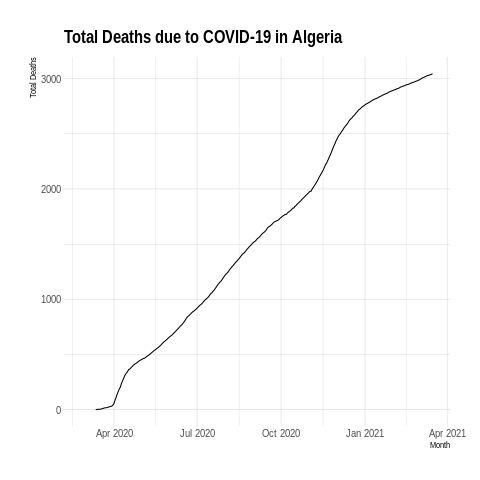 Total Deaths due to COVID-19 in Algeria
Total Deaths
3000
2000
1000
0
Apr 2020 Jul 2020 Oct 2020 Jan 2021 Apr 2021
Month